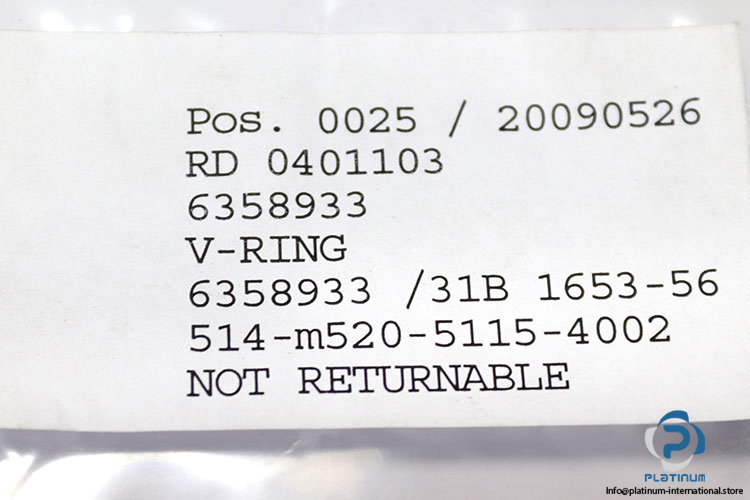 Pos. 0025 / 20090526
RD 0401103
6358933
V-RING
6358933 /31B 1653-56
514-m520-5115-4002
NOT RETURNABLE
PLATINUM
Info@platinum-international.store